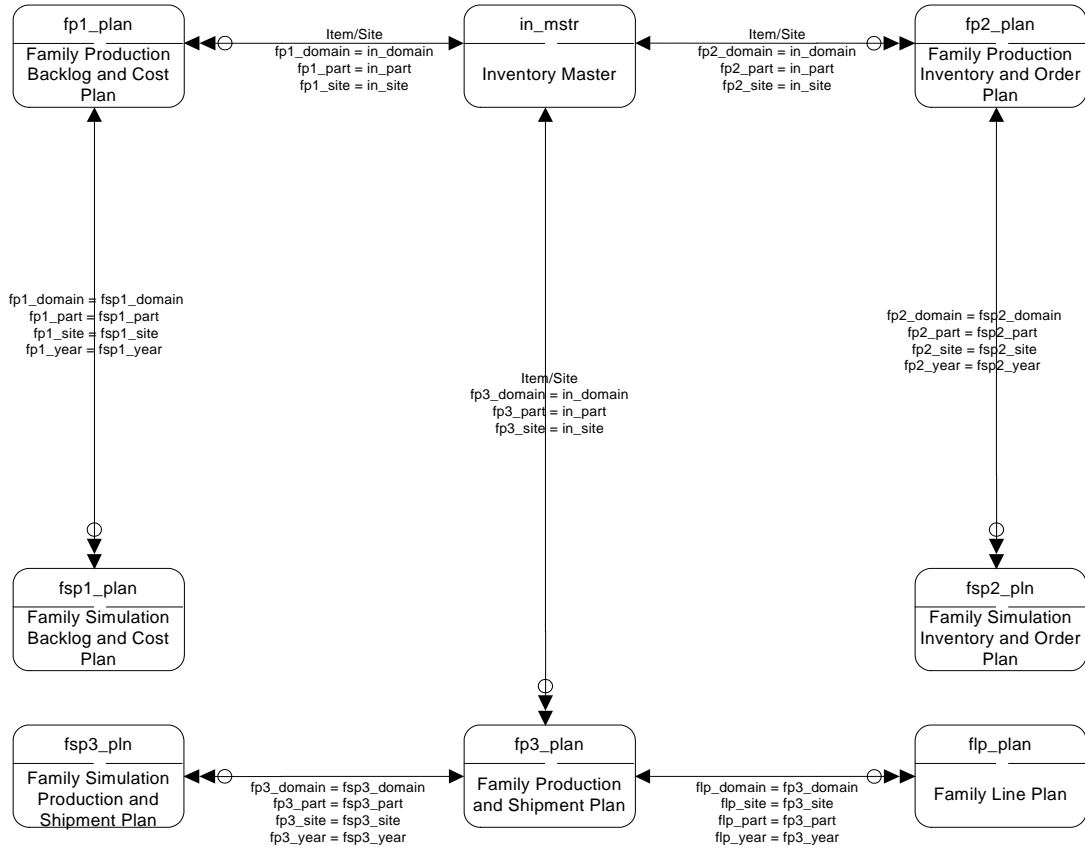 fp1_plan
Family Production
Backlog and Cost
Plan
Item/Site
fp1_domain = in_domain
fp1_part = in_part
fp1_site = in_site
in_mstr
Inventory Master
Item/Site
fp2_domain = in_domain
fp2_part = in_part
fp2_site = in_site
fp2_plan
Family Production
Inventory and Order
Plan
fp1_domain = fsp1_domain
fp1_part = fsp1_part
fp1_site = fsp1_site
fp1_year = fsp1_year
Item/Site
fp3_domain = in_domain
fp3_part = in_part
fp3_site = in_site
fp2_domain = fsp2_domain
fp2_part = fsp2_part
fp2_site = fsp2_site
fp2_year = fsp2_year
fsp1_plan
Family Simulation
Backlog and Cost
Plan
fsp2_pln
Family Simulation
Inventory and Order
Plan
fsp3_pln
Family Simulation
Production and
Shipment Plan
fp3_domain = fsp3_domain
fp3_part = fsp3_part
fp3_site = fsp3_site
fp3_year = fsp3_year
fp3_plan
Family Production
and Shipment Plan
flp_domain = fp3_domain
flp_site = fp3_site
flp_part = fp3_part
flp_year = fp3_year
flp_plan
Family Line Plan